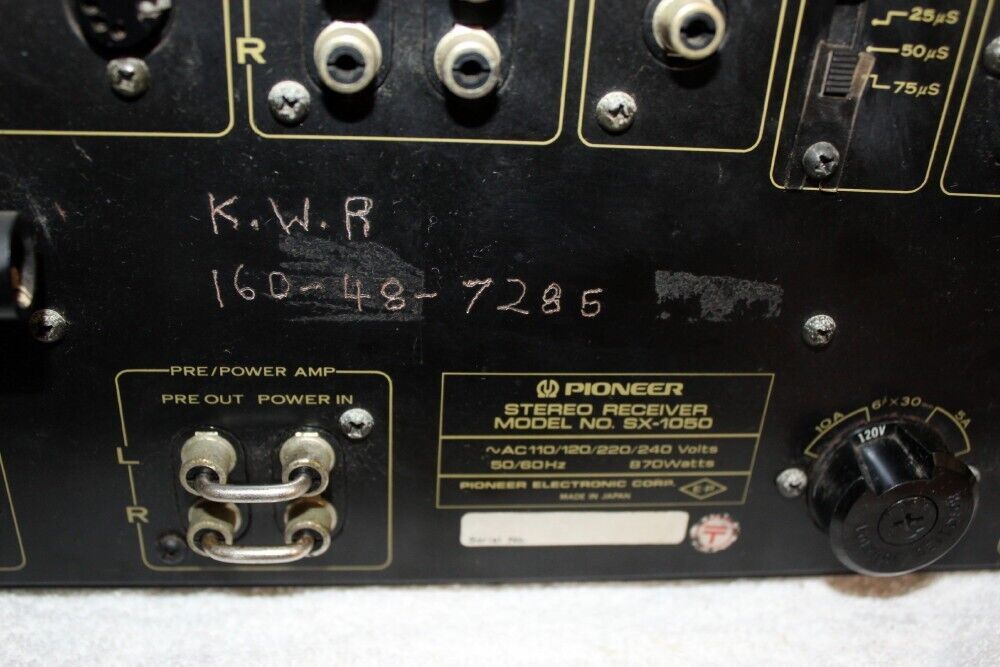 R
25µS
50µS
75µS
K.W.R
160-48-7285
PRE/POWER AMP
PRE OUT POWER IN
L
R
PIONEER
STEREO RECEIVER
MODEL NO. SX-1050
~AC110/120/220/240 Volts
50/60Hz 870Watts
PIONEER ELECTRONIC CORP.
MADE IN JAPAN
Serial No.
T
10A
5A
120V